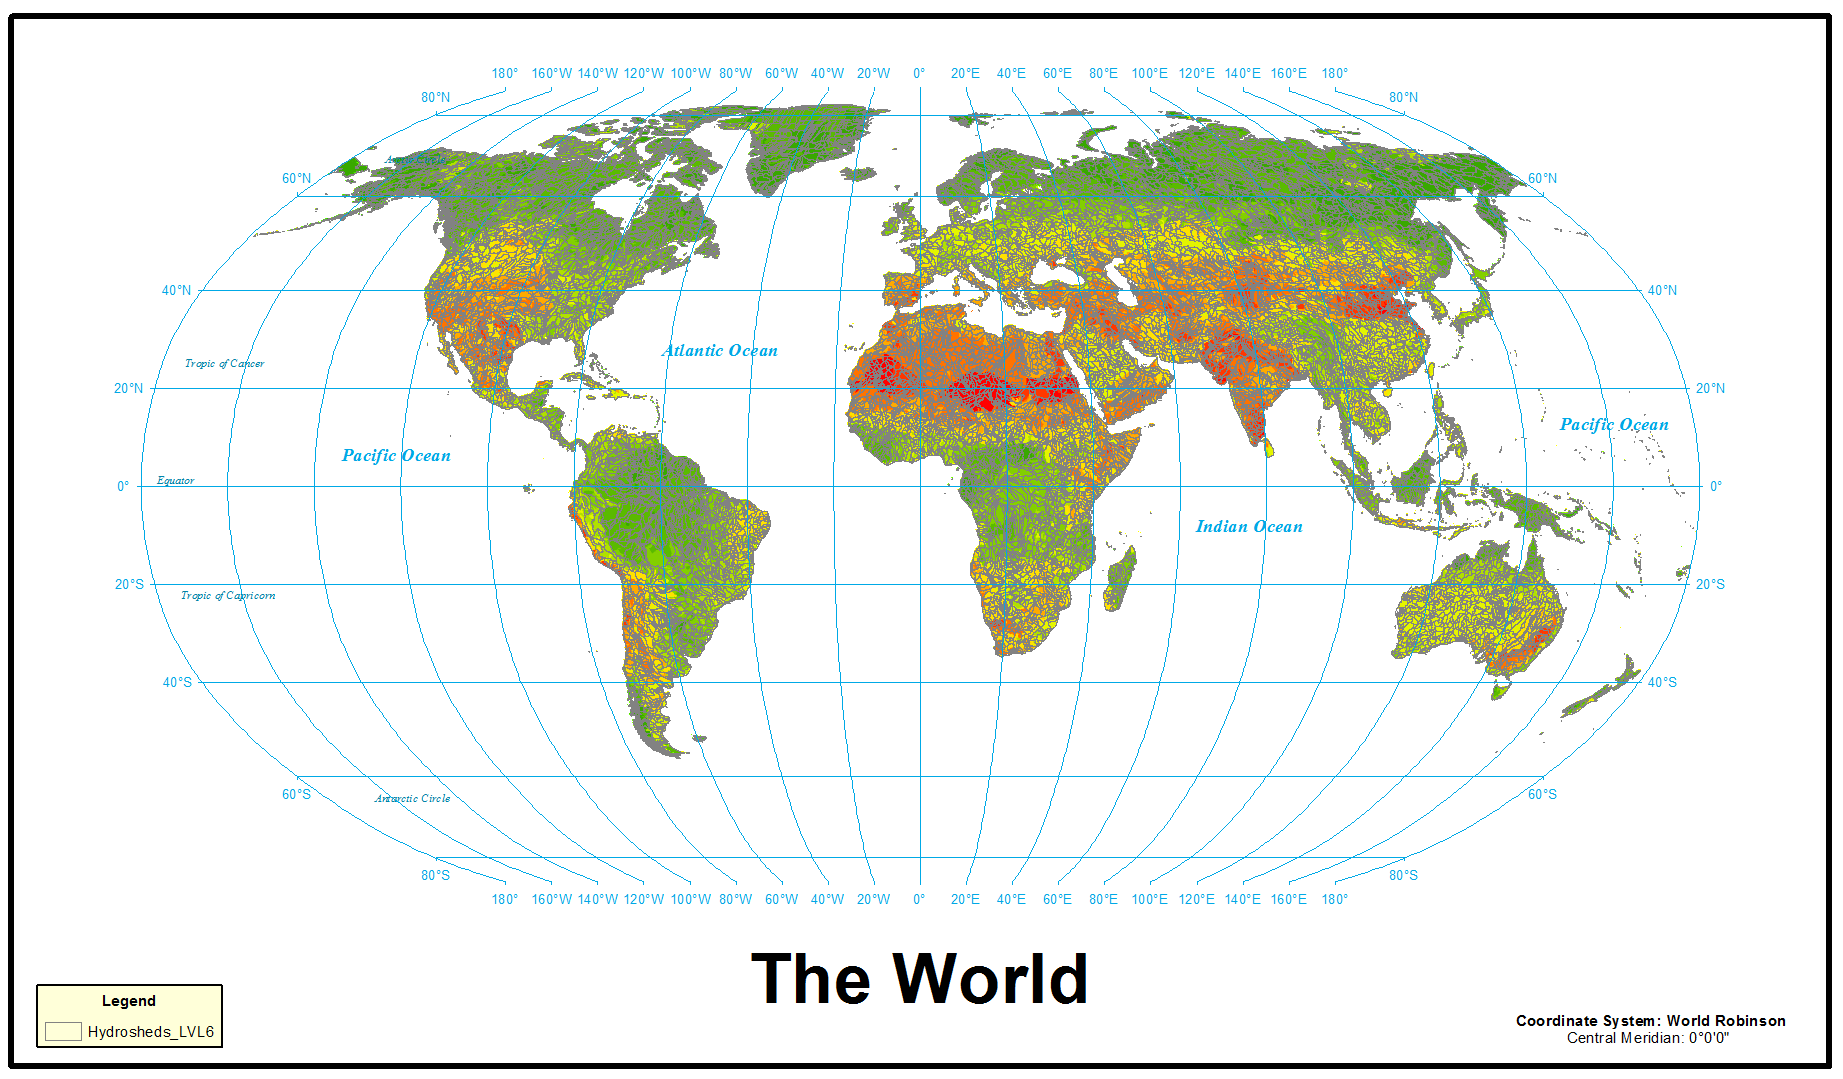 180° 160°W 140°W 120°W 100°W 80°W 60°W 40°W 20°W 0° 20°E 40°E 60°E 80°E 100°E 120°E 140°E 160°E 180°
80°N 80°N
Arctic Circle
60°N 60°N
40°N 40°N
Atlantic Ocean
Tropic of Cancer
20°N 20°N
Pacific Ocean
Pacific Ocean
Equator
0° 0°
Indian Ocean
20°S 20°S
Tropic of Capricorn
40°S 40°S
60°S 60°S
Antarctic Circle
80°S 80°S
180° 160°W 140°W 120°W 100°W 80°W 60°W 40°W 20°W 0° 20°E 40°E 60°E 80°E 100°E 120°E 140°E 160°E 180°
The World
Legend
Hydrosheds_LVL6
Coordinate System: World Robinson
Central Meridian: 0°0'0"